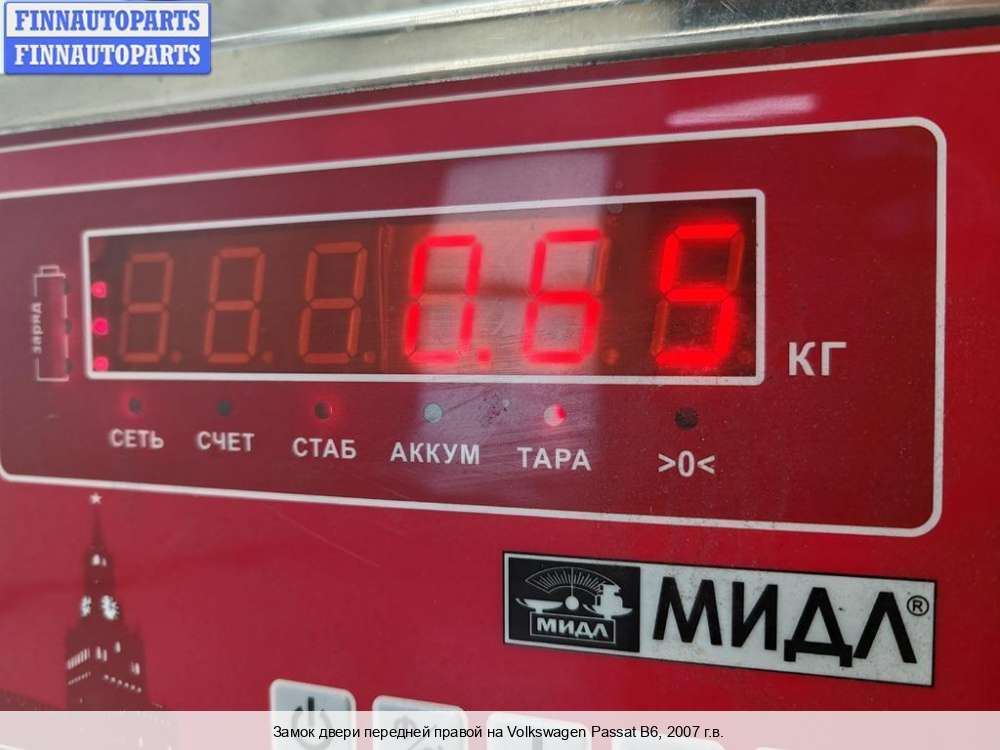 FINNAUTOPARTS
FINNAUTOPARTS
0.65
КГ
заряд
СЕТЬ СЧЕТ СТАБ АККУМ ТАРА >0<
МИДЛ МИДЛ®
Замок двери передней правой на Volkswagen Passat B6, 2007 г.в.